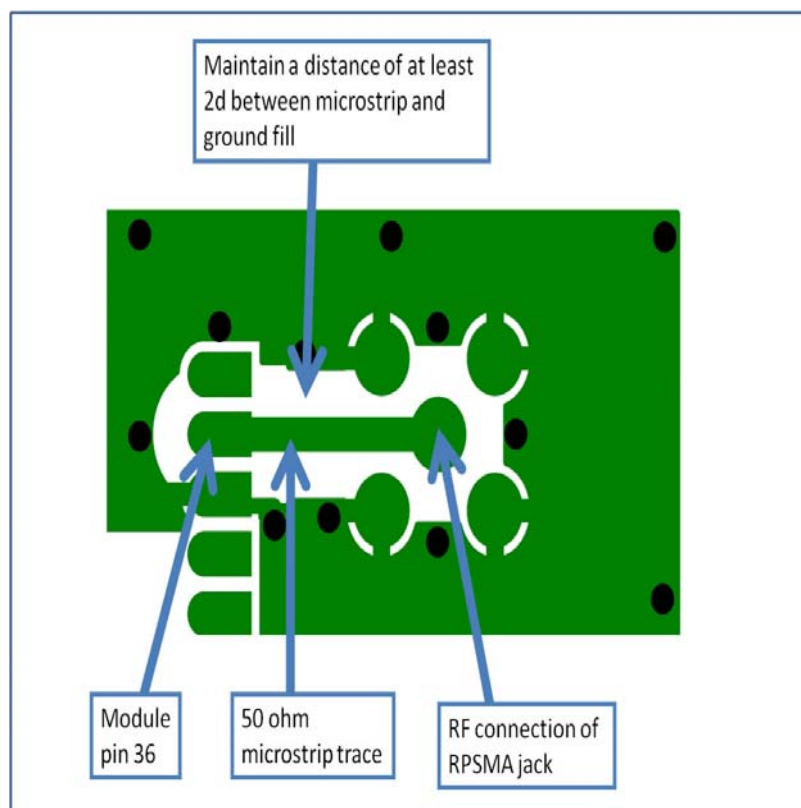 Maintain a distance of at least
2d between microstrip and
ground fill
Module
pin 36
50 ohm
microstrip trace
RF connection of
RPSMA jack